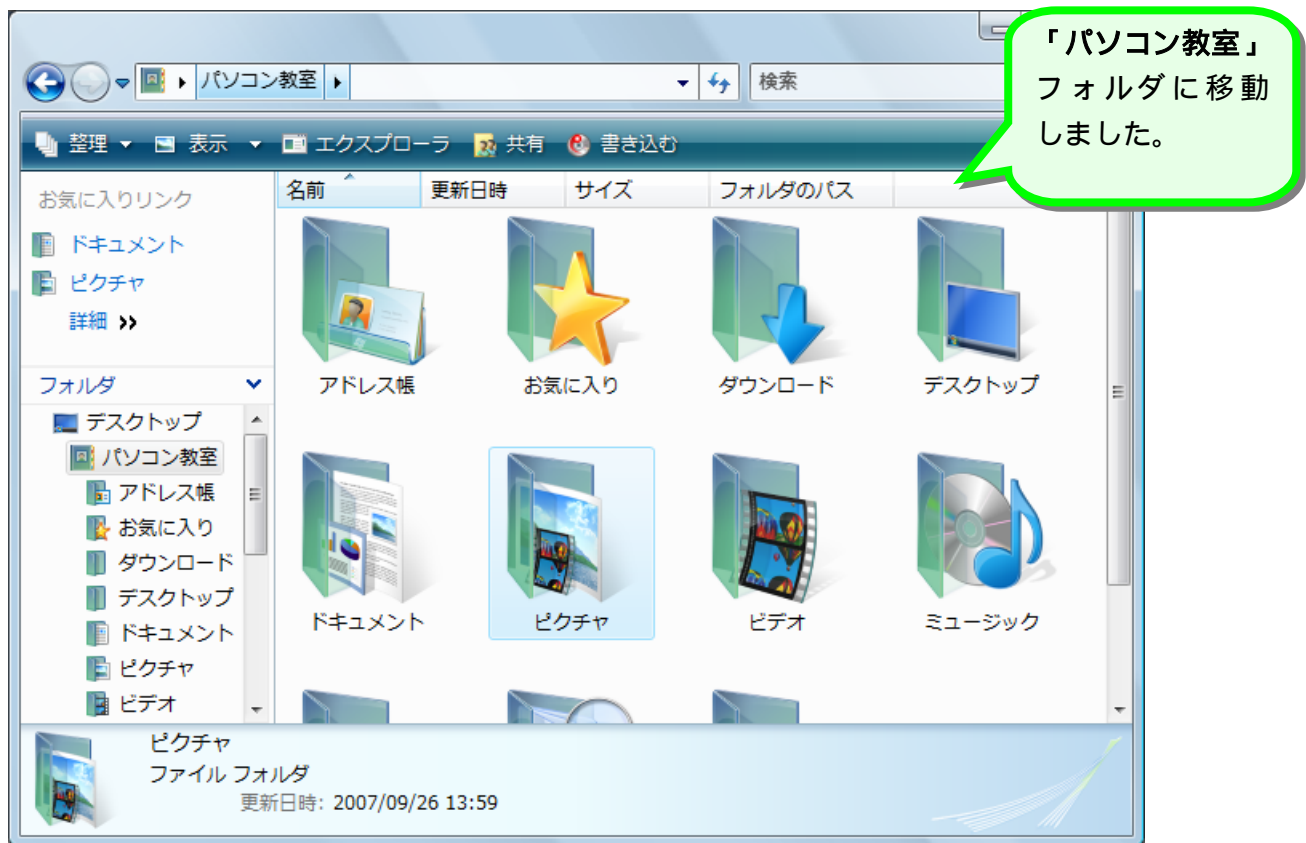 「パソコン教室」
フォルダに移動
しました。
パソコン教室
検索
整理 表示 エクスプローラ 共有 書き込む
お気に入りリンク
ドキュメント
ピクチャ
詳細 »
フォルダ
デスクトップ
パソコン教室
アドレス帳
お気に入り
ダウンロード
デスクトップ
ドキュメント
ピクチャ
ビデオ
名前 更新日時 サイズ フォルダのパス
アドレス帳 お気に入り ダウンロード デスクトップ
ドキュメント ピクチャ ビデオ ミュージック
ピクチャ
ファイル フォルダ
更新日時: 2007/09/26 13:59